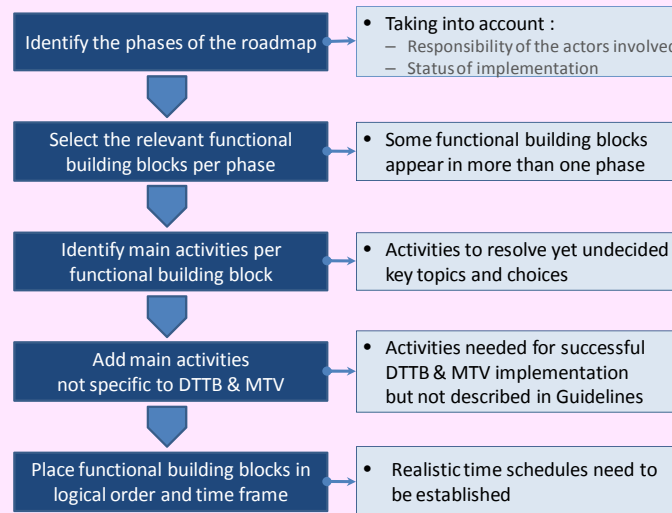 Identify the phases of the roadmap
• Taking into account :
– Responsibility of the actors involved
– Status of implementation
Select the relevant functional
building blocks per phase
• Some functional building blocks
appear in more than one phase
Identify main activities per
functional building block
• Activities to resolve yet undecided
key topics and choices
Add main activities
not specific to DTTB & MTV
• Activities needed for successful
DTTB & MTV implementation
but not described in Guidelines
Place functional building blocks in
logical order and time frame
• Realistic time schedules need to
be established